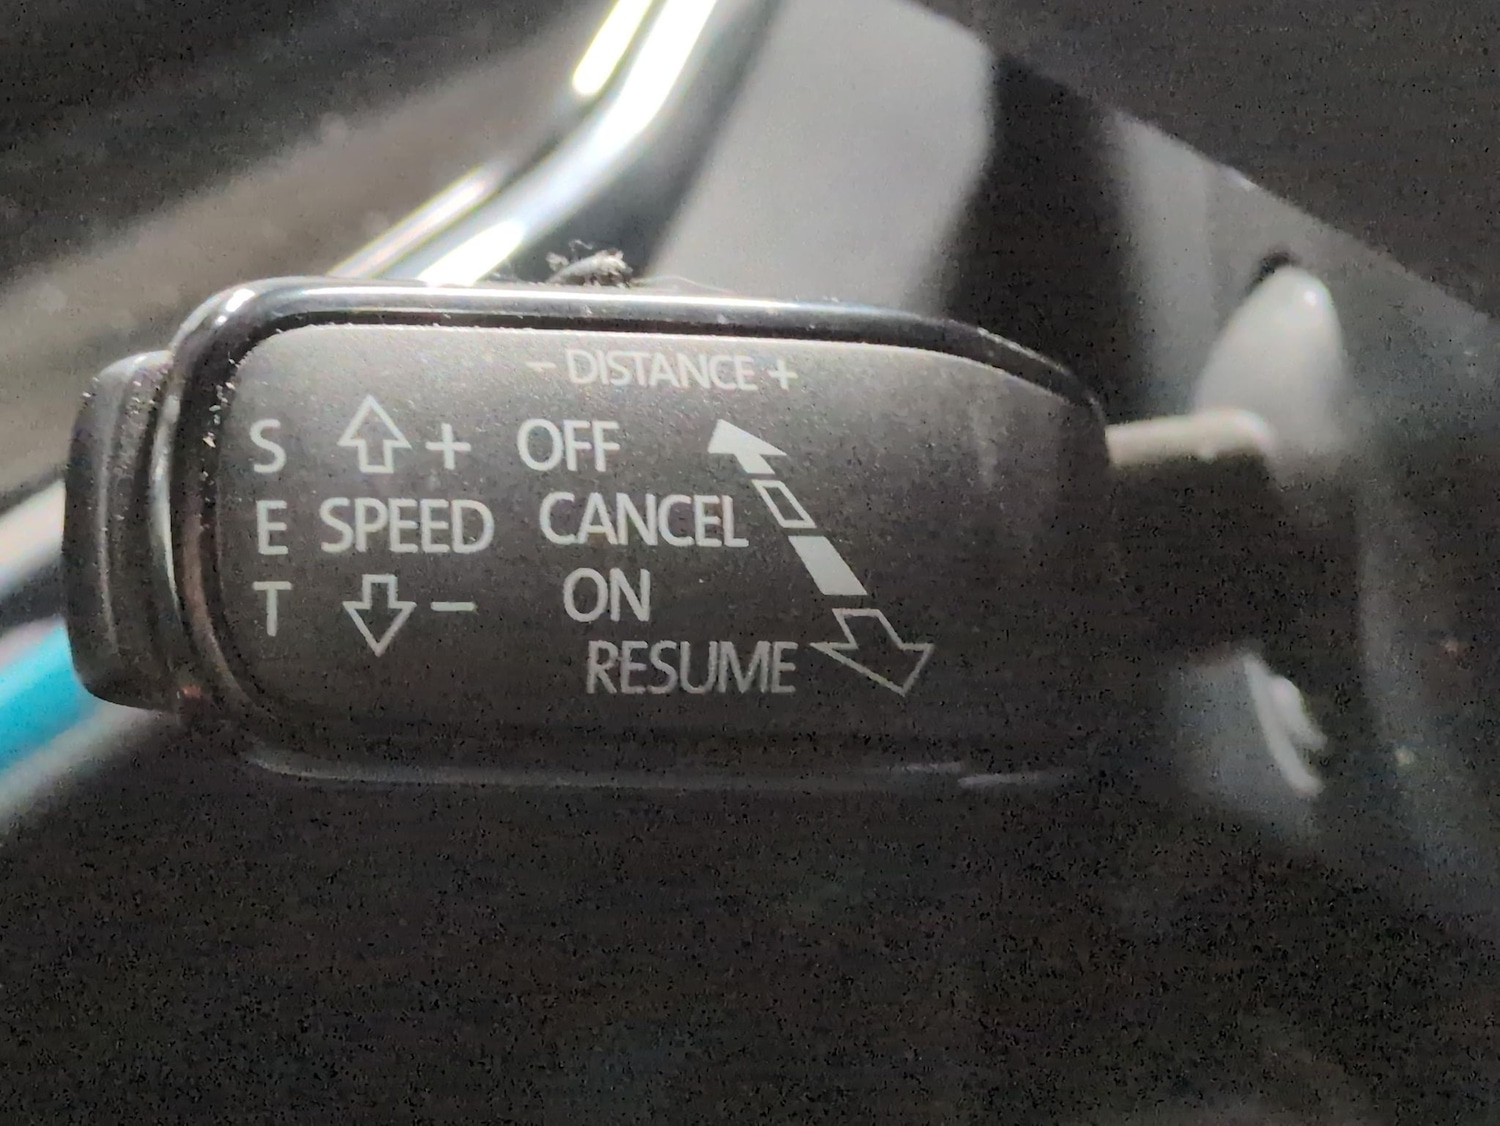 - DISTANCE +
S + OFF
E SPEED CANCEL
T - ON
RESUME